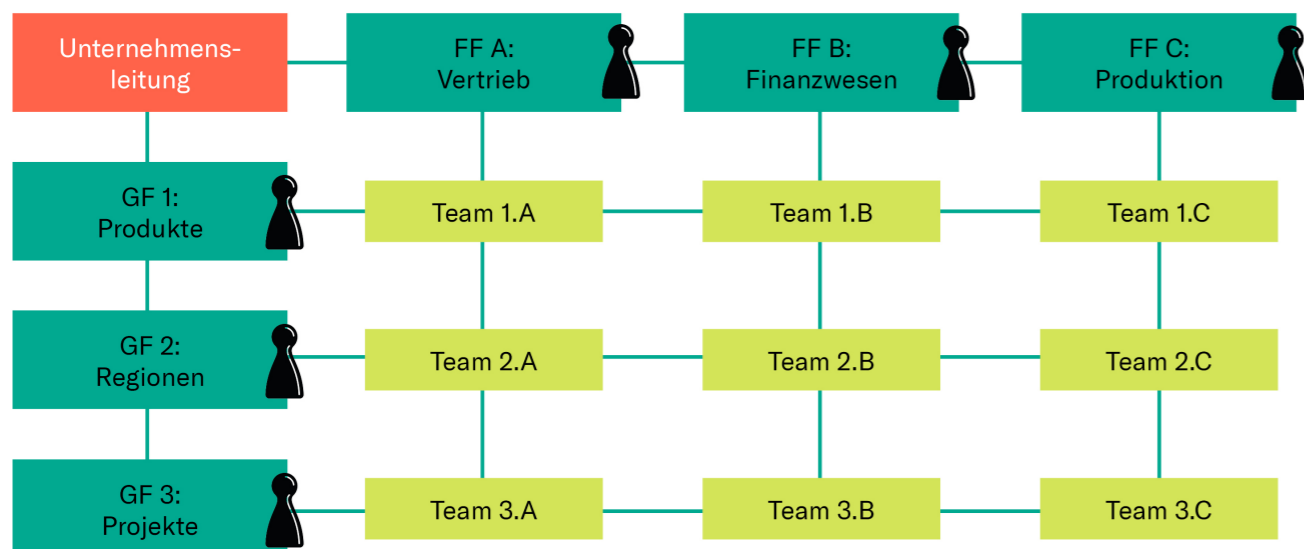 Unternehmens-
leitung
FF A:
Vertrieb
FF B:
Finanzwesen
FF C:
Produktion
GF 1:
Produkte
Team 1.A
Team 1.B
Team 1.C
GF 2:
Regionen
Team 2.A
Team 2.B
Team 2.C
GF 3:
Projekte
Team 3.A
Team 3.B
Team 3.C